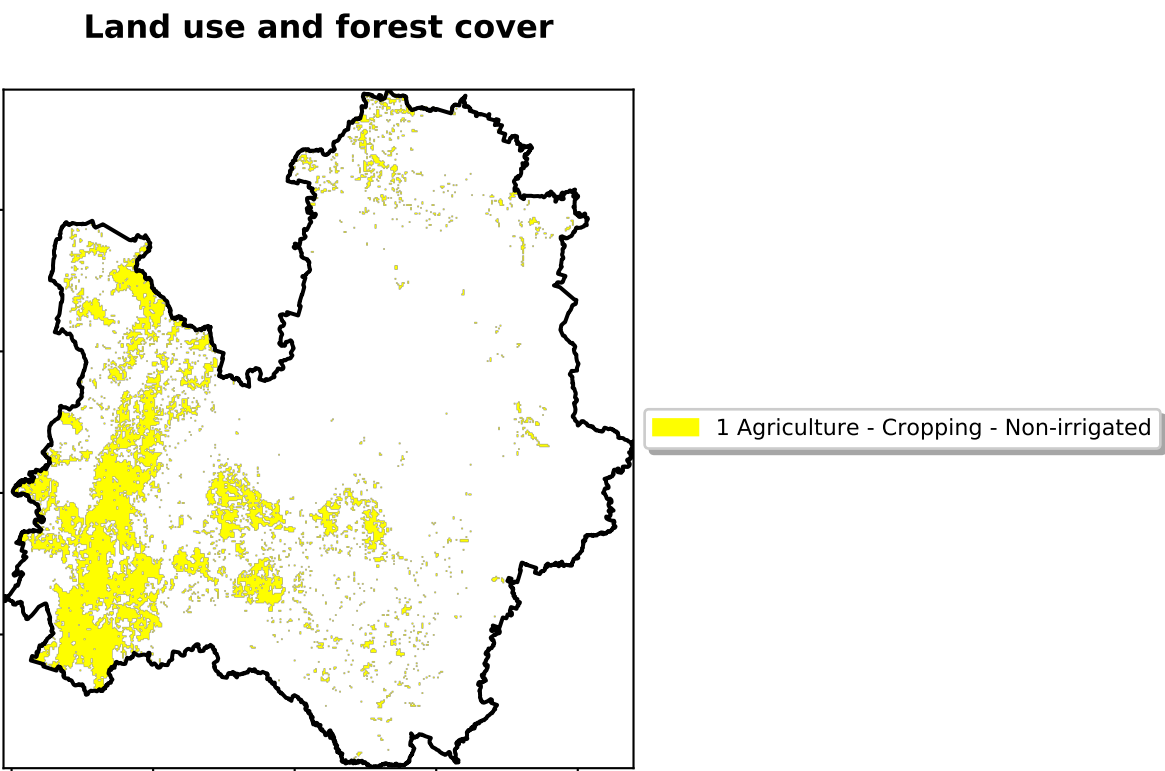 Land use and forest cover
1 Agriculture - Cropping - Non-irrigated